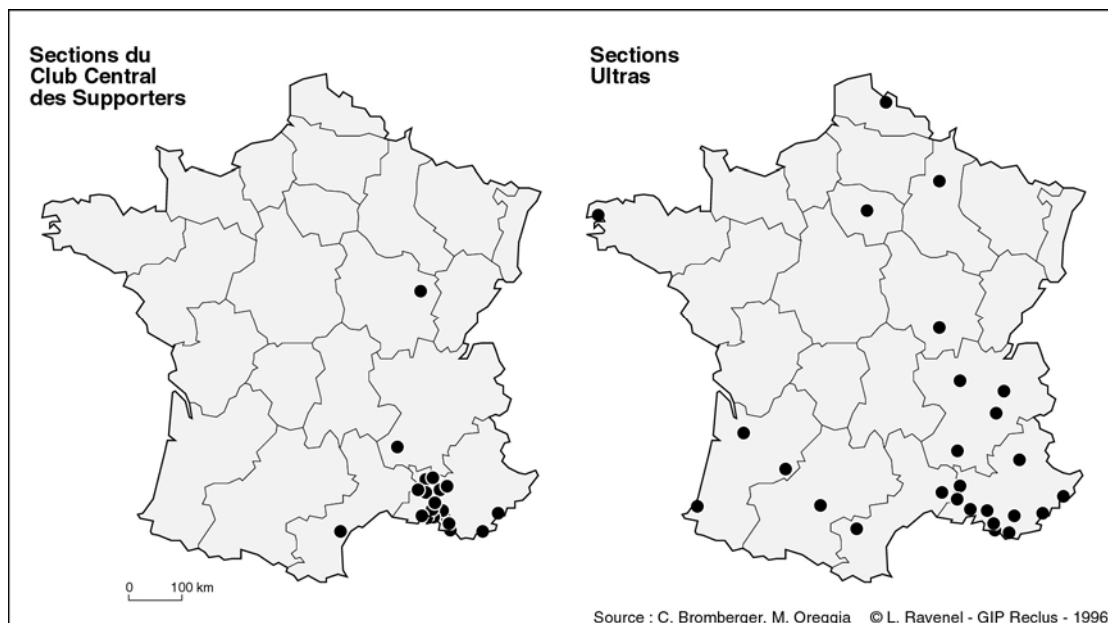 Sections du
Club Central
des Supporters
Sections
Ultras
0 100 km
Source : C. Bromberger, M. Oreggia © L. Ravenel - GIP Reclus - 1996